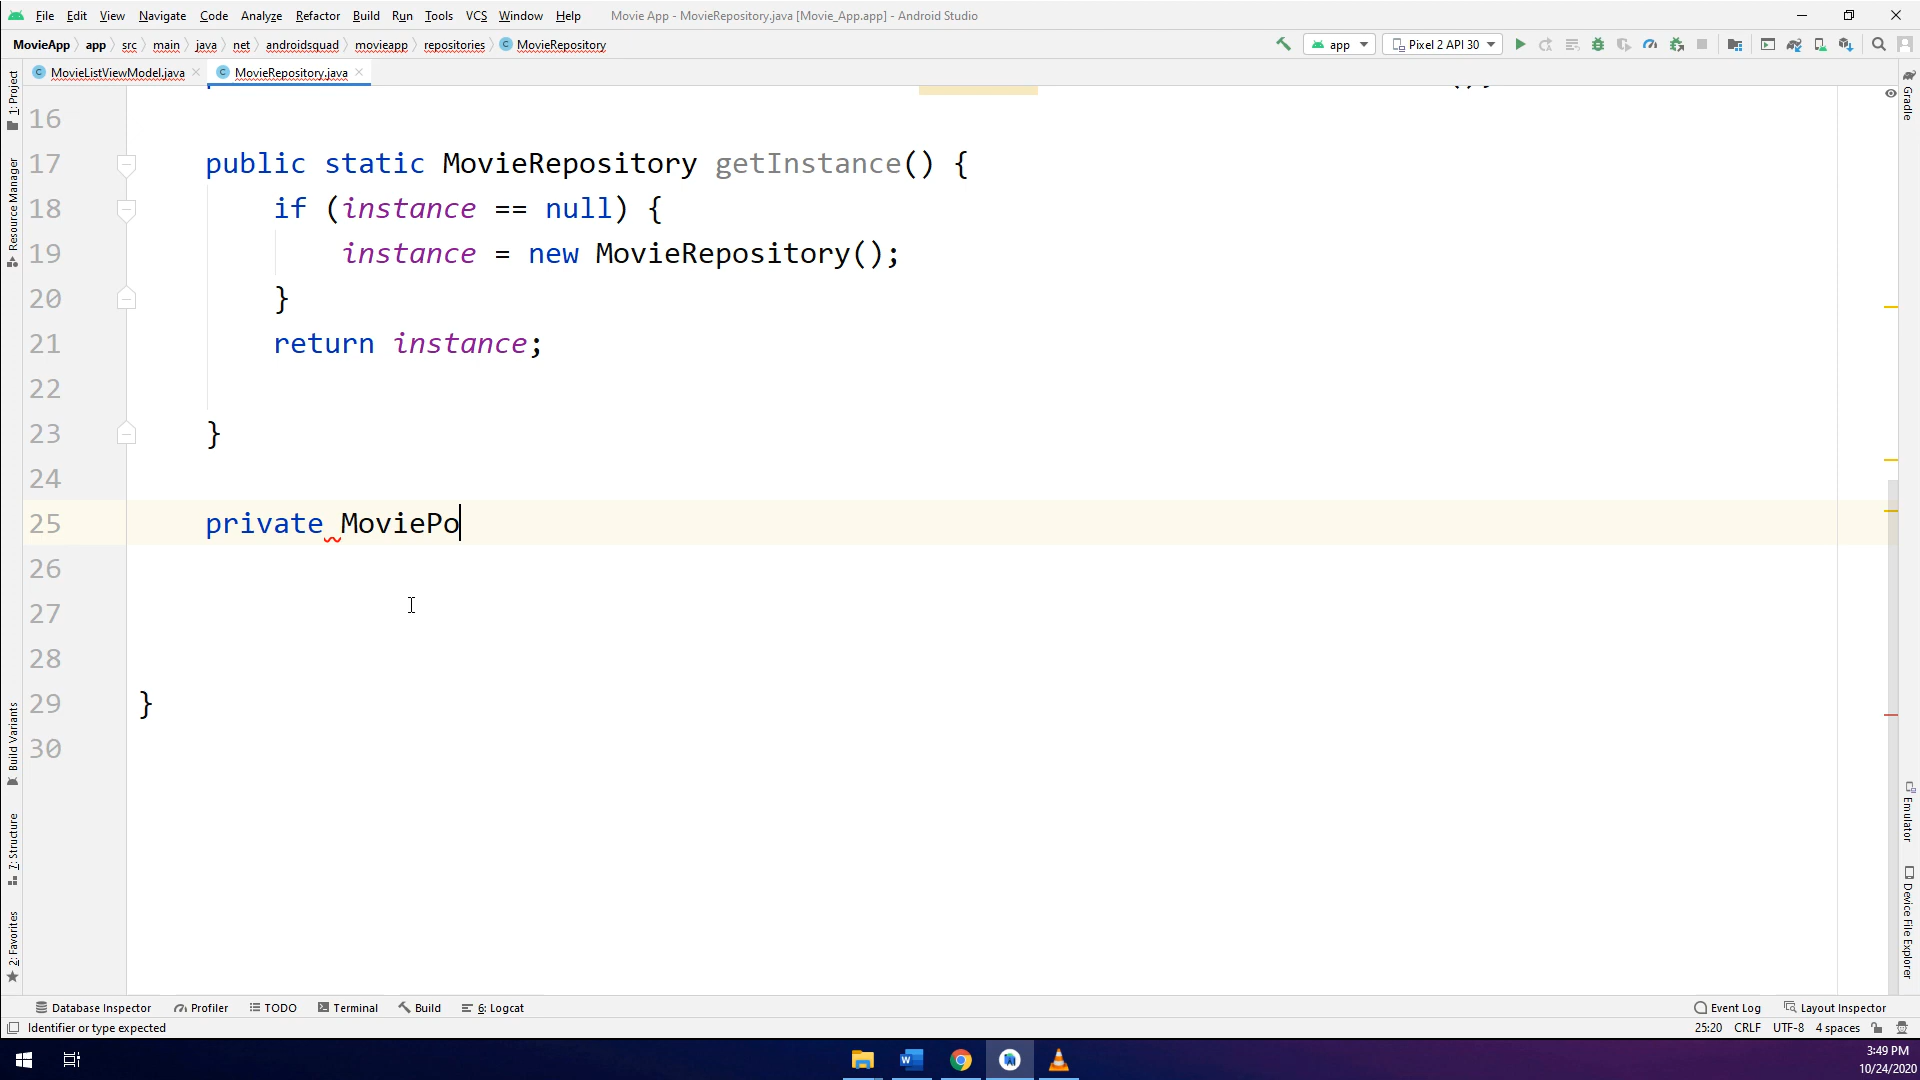 File Edit View Navigate Code Analyze Refactor Build Run Tools VCS Window Help Movie App - MovieRepository.java [Movie_App.app] - Android Studio
MovieApp app src main java net androidsquad movieapp repositories MovieRepository app Pixel 2 API 30
MovieListViewModel.java MovieRepository.java
1: Project
Resource Manager
Build Variants
7: Structure
2: Favorites
16
17 public static MovieRepository getInstance() {
18 if (instance == null) {
19 instance = new MovieRepository();
20 }
21 return instance;
22
23 }
24
25 private MoviePo
26
27
28
29 }
30
Gradle
Emulator
Device File Explorer
Database Inspector Profiler TODO Terminal Build 6: Logcat Event Log Layout Inspector
Identifier or type expected 25:20 CRLF UTF-8 4 spaces
3:49 PM
10/24/2020